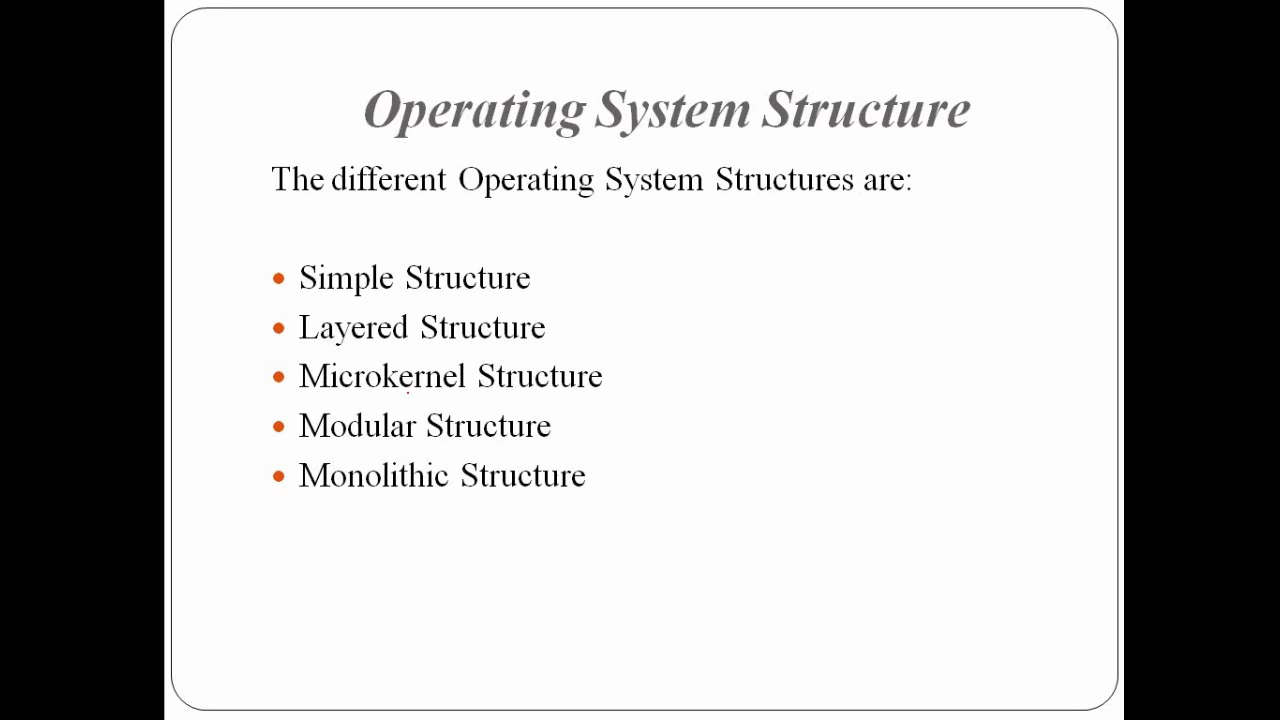 Operating System Structure
The different Operating System Structures are:
• Simple Structure
• Layered Structure
• Microkernel Structure
• Modular Structure
• Monolithic Structure